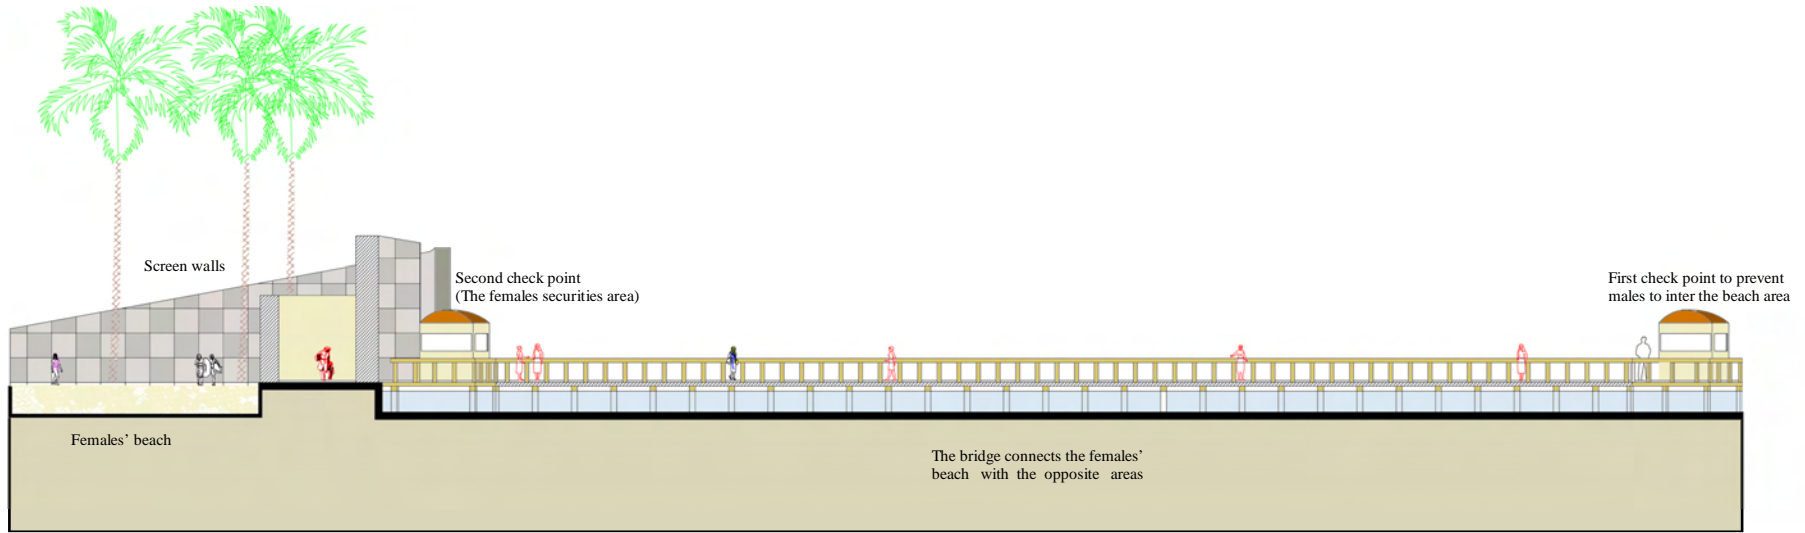 Screen walls
Second check point
(The females securities area)
First check point to prevent
males to inter the beach area
Females’ beach
The bridge connects the females’
beach with the opposite areas